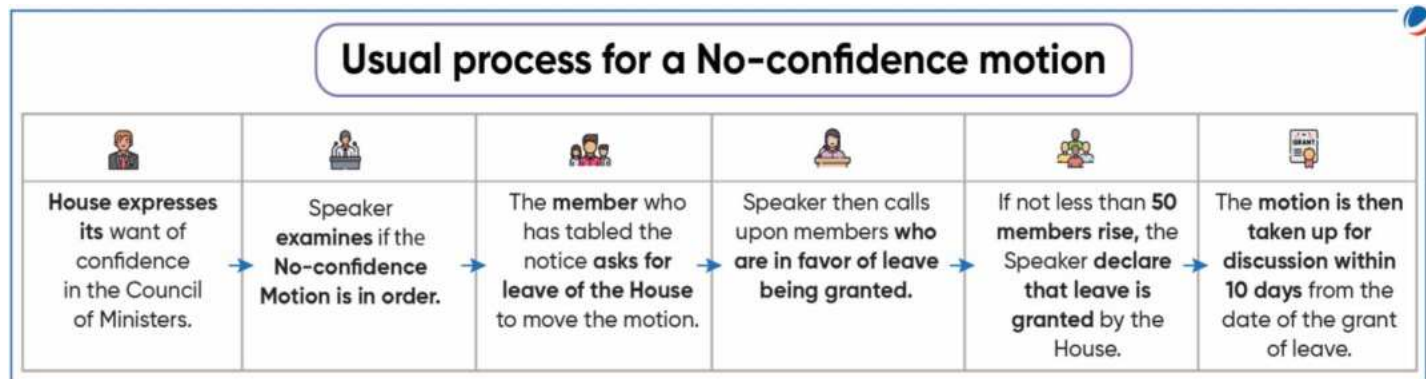 Usual process for a No-confidence motion
House expresses
its want of
confidence
in the Council
of Ministers.
Speaker
examines if the
No-confidence
Motion is in order.
The member who
has tabled the
notice asks for
leave of the House
to move the motion.
Speaker then calls
upon members who
are in favor of leave
being granted.
If not less than 50
members rise, the
Speaker declare
that leave is
granted by the
House.
GRANT
The motion is then
taken up for
discussion within
10 days from the
date of the grant
of leave.